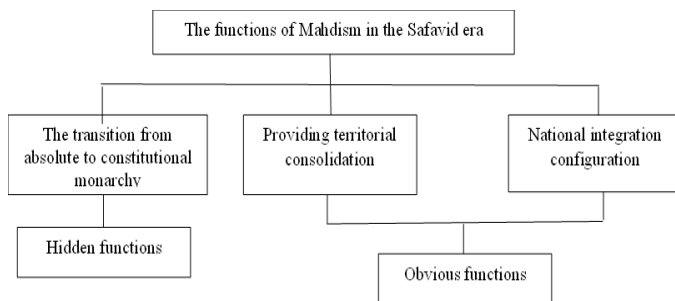 The functions of Mahdism in the Safavid era
The transition from
absolute to constitutional
monarchy
Providing territorial
consolidation
National integration
configuration
Hidden functions
Obvious functions